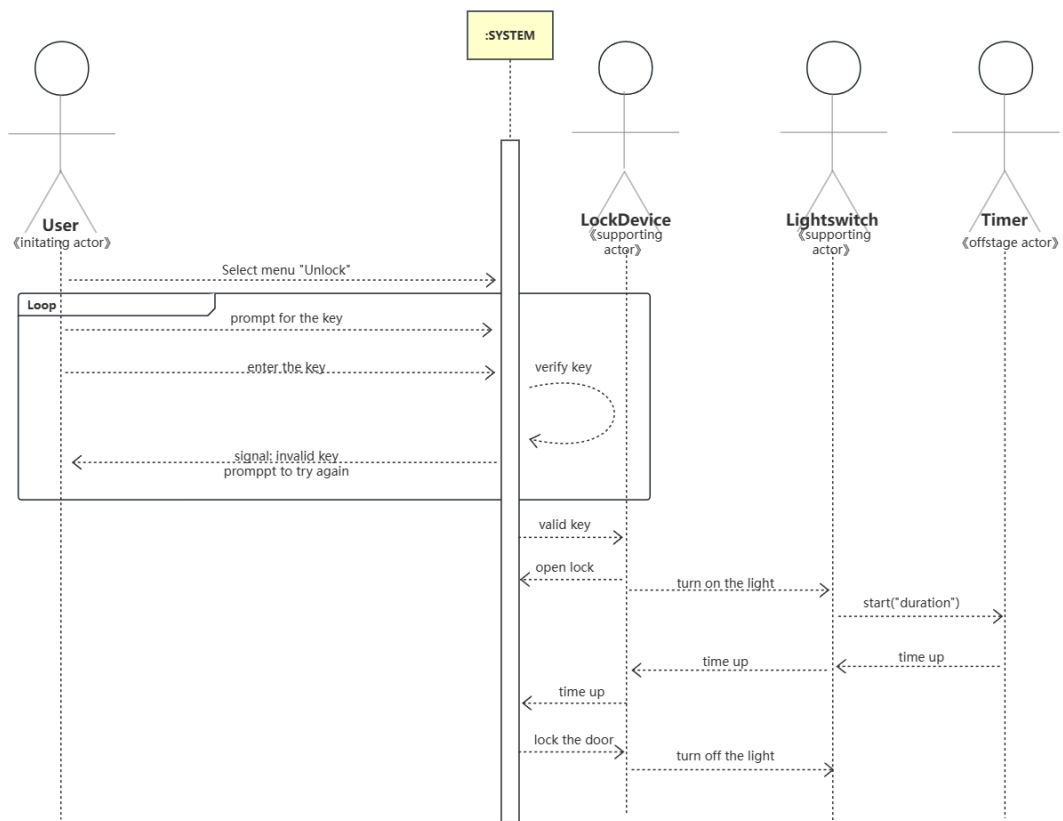 :SYSTEM
User
《initating actor》
LockDevice
《supporting
actor》
Lightswitch
《supporting
actor》
Timer
《offstage actor》
Select menu "Unlock"
Loop
prompt for the key
enter the key
verify key
signal: invalid key
promppt to try again
valid key
open lock
turn on the light
start("duration")
time up
time up
time up
lock the door
turn off the light